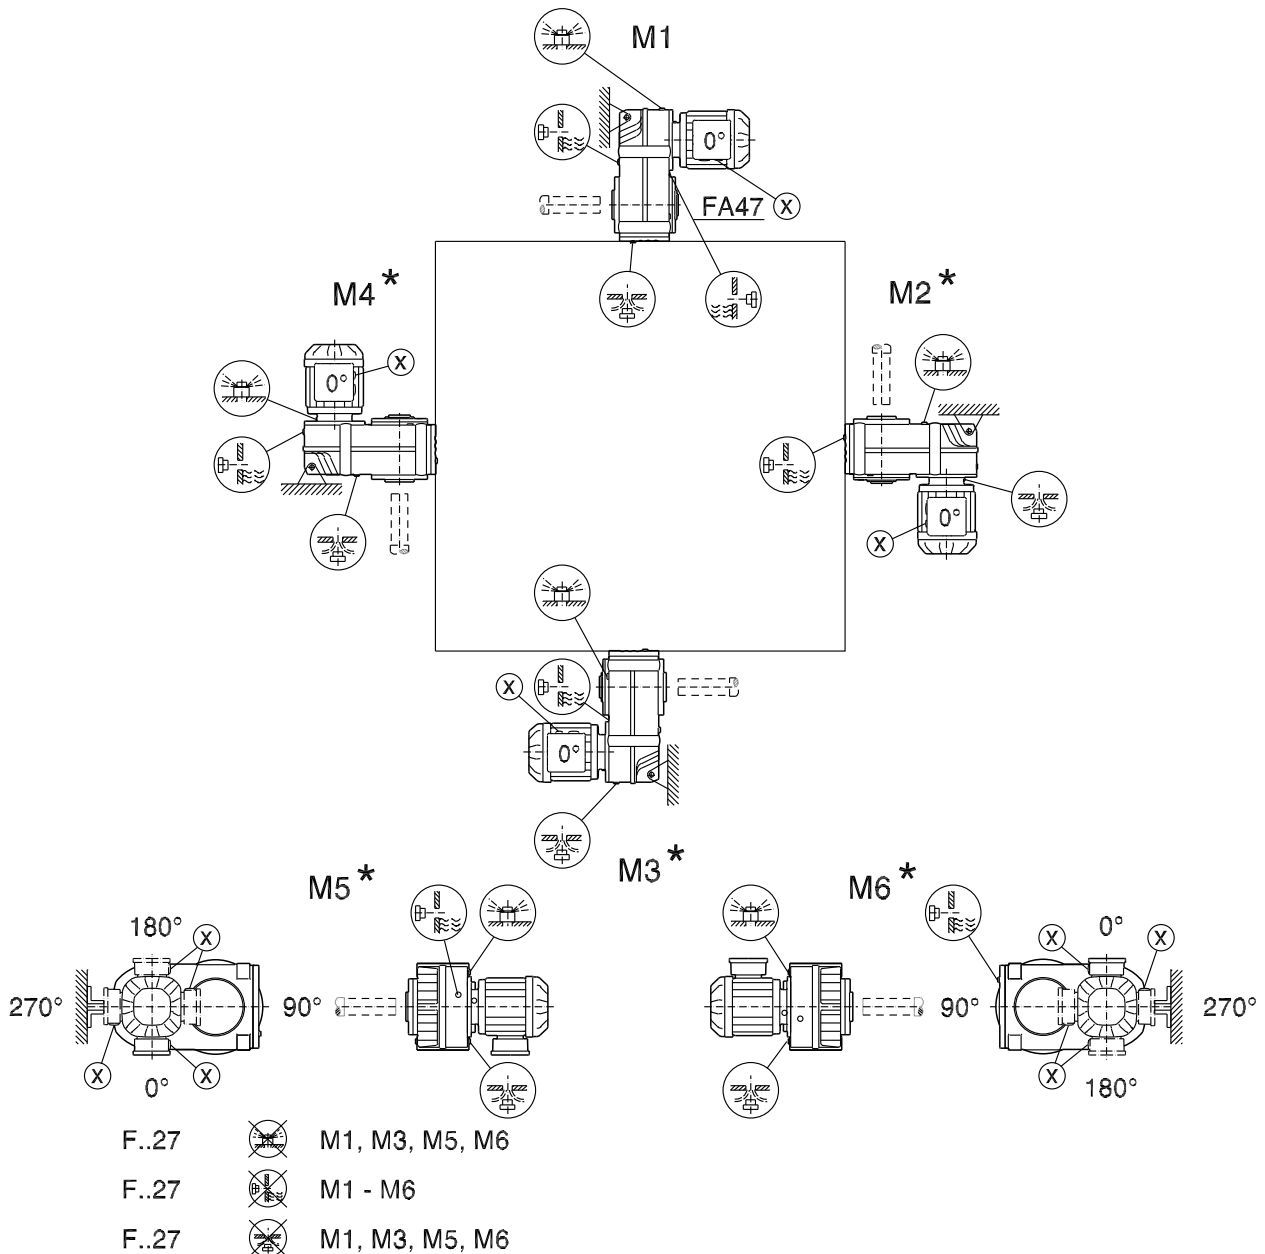 M1
0°
FA47 X
M4*
M2*
X
0°
0°
X
X
0°
M3*
M5*
M6*
180°
X
0°
X
X
270°
90°
90°
270°
X
0°
X
X
180°
F..27 M1, M3, M5, M6
F..27 M1 - M6
F..27 M1, M3, M5, M6